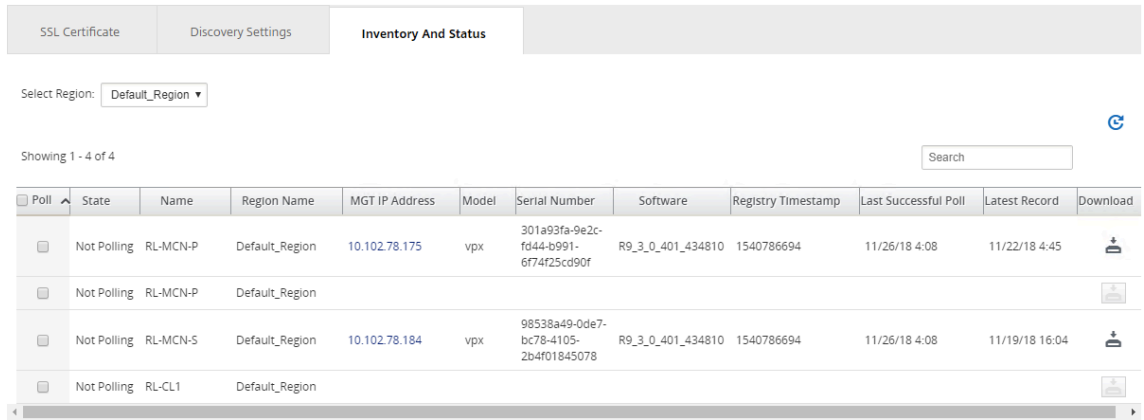 SSL Certificate Discovery Settings Inventory And Status
Select Region: Default_Region
Showing 1 - 4 of 4
Search
Poll State Name Region Name MGT IP Address Model Serial Number Software Registry Timestamp Last Successful Poll Latest Record Download
Not Polling RL-MCN-P Default_Region 10.102.78.175 vpx 301a93fa-9e2c-
fd44-b991-
6f74f25cd90f R9_3_0_401_434810 1540786694 11/26/18 4:08 11/22/18 4:45
Not Polling RL-MCN-P Default_Region
Not Polling RL-MCN-S Default_Region 10.102.78.184 vpx 98538a49-0de7-
bc78-4105-
2b4f01845078 R9_3_0_401_434810 1540786694 11/26/18 4:08 11/19/18 16:04
Not Polling RL-CL1 Default_Region